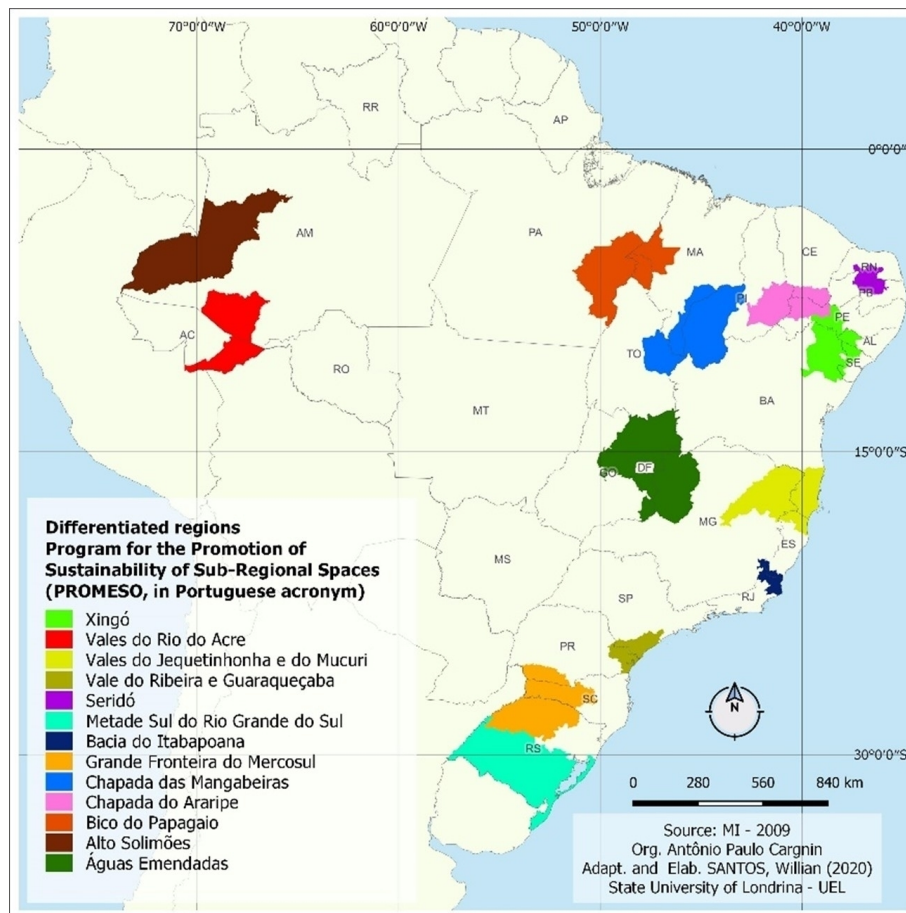 70°0'0"W 50°0'0"W 40°0'0"W
RR AP
0°0'0"
AM PA MA CE RN
PI PB
PE
AC AL
TO SE
RO
BA
MT
15°0'0"S
GO DF
MG
ES
MS
SP RJ
PR
SC
RS
30°0'0"S
Differentiated regions
Program for the Promotion of
Sustainability of Sub-Regional Spaces
(PROMESO, in Portuguese acronym)
Xingó
Vales do Rio do Acre
Vales do Jequetinhonha e do Mucuri
Vale do Ribeira e Guaraqueçaba
Seridó
Metade Sul do Rio Grande do Sul
Bacia do Itabapoana
Grande Fronteira do Mercosul
Chapada das Mangabeiras
Chapada do Araripe
Bico do Papagaio
Alto Solimões
Águas Emendadas
N
0 280 560 840 km
Source: MI - 2009
Org. Antônio Paulo Cargnin
Adapt. and Elab. SANTOS, Willian (2020)
State University of Londrina - UEL